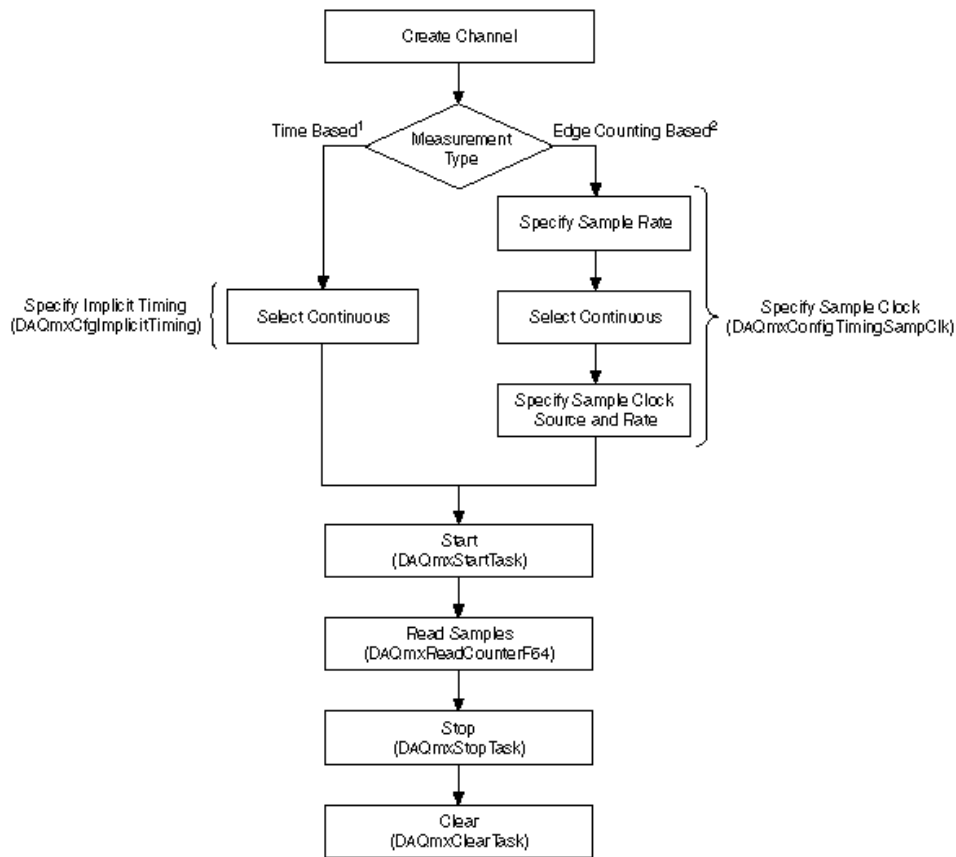 Create Channel
Time Based1
Edge Counting Based2
Measurement
Type
Specify Sample Rate
Specify Implicit Timing
(DAQmxCfgImplicitTiming)
Select Continuous
Select Continuous
Specify Sample Clock
(DAQmxConfigTimingSampClk)
Specify Sample Clock
Source and Rate
Start
(DAQmxStartTask)
Read Samples
(DAQmxReadCounterF64)
Stop
(DAQmxStopTask)
Clear
(DAQmxClearTask)